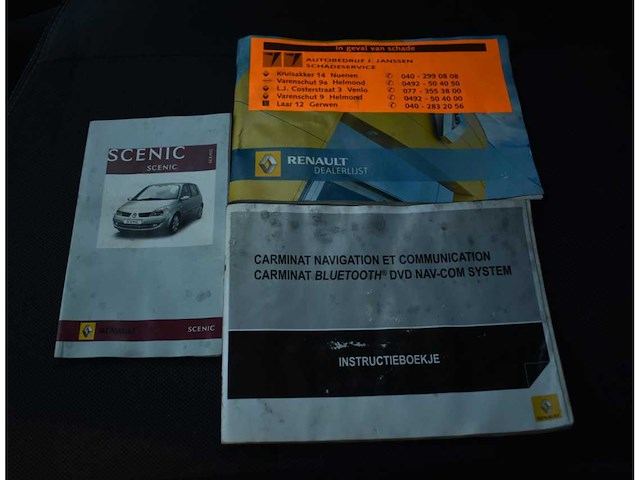 In geval van schade
AUTOBEDRIJF J. JANSSEN
SCHADESERVICE
Kruisakker 14 Nuenen 040 - 299 08 08
Varenschut 9a Helmond 0492 - 50 40 50
L.J. Costerstraat 3 Venlo 077 - 355 38 00
Varenschut 9 Helmond 0492 - 50 40 00
Laar 12 Gerwen 040 - 283 20 56
RENAULT
DEALERLIJST
SCENIC
SCENIC
SCENIC
RENAULT
SCENIC
CARMINAT NAVIGATION ET COMMUNICATION
CARMINAT BLUETOOTH® DVD NAV-COM SYSTEM
INSTRUCTIEBOEKJE